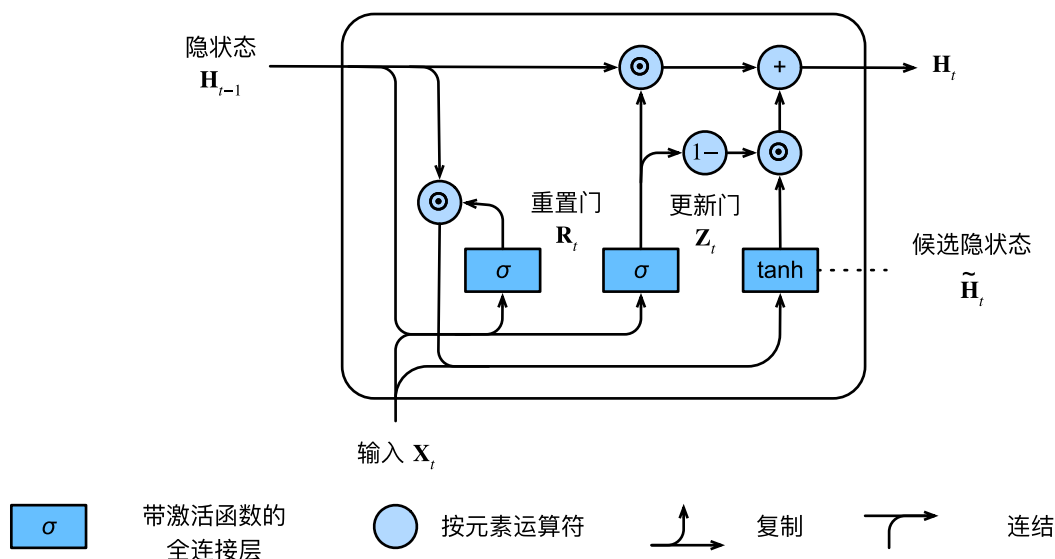 隐状态
H_{t−1}
+
H_t
1−
重置门
R_t
更新门
Z_t
σ
σ
tanh
候选隐状态
H̃_t
输入 X_t
σ
带激活函数的
全连接层
按元素运算符
复制
连结